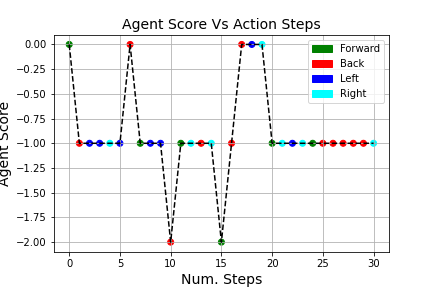 Agent Score Vs Action Steps
Agent Score
0.00
−0.25
−0.50
−0.75
−1.00
−1.25
−1.50
−1.75
−2.00
Forward
Back
Left
Right
0 5 10 15 20 25 30
Num. Steps